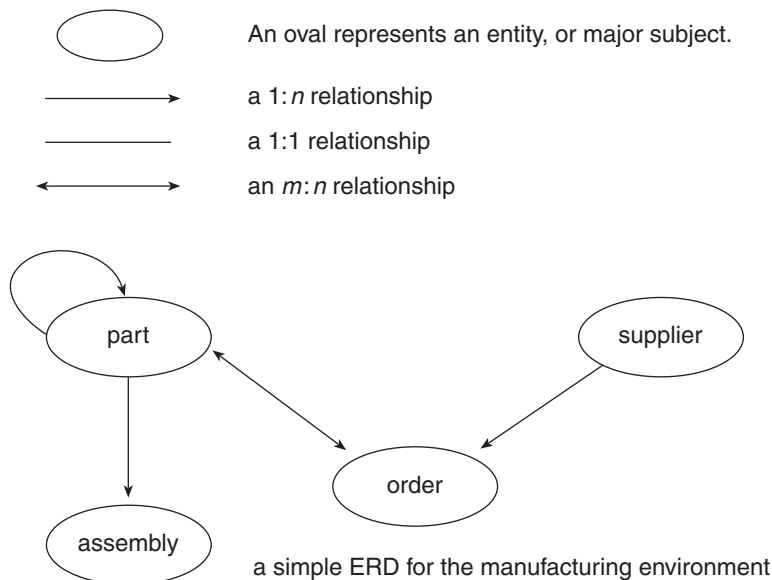 An oval represents an entity, or major subject.
a 1:n relationship
a 1:1 relationship
an m:n relationship
part
supplier
order
assembly
a simple ERD for the manufacturing environment